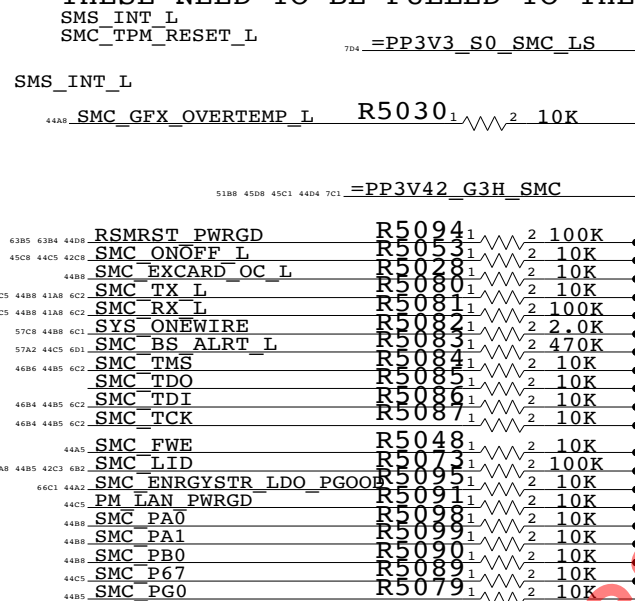 THESE NEED TO BE PULLED TO THE
SMS_INT_L
SMC_TPM_RESET_L
7D4 =PP3V3_S0_SMC_LS
SMS_INT_L
44A8 SMC_GFX_OVERTEMP_L R5030 1 2 10K
51B8 45D8 45C1 44D4 7C1 =PP3V42_G3H_SMC
63B5 63B4 44D8 RSMRST_PWRGD R5094 1 2 100K
45C8 44C5 42C8 SMC_ONOFF_L R5053 1 2 10K
44B8 SMC_EXCARD_OC_L R5028 1 2 10K
C5 44B8 41A8 6C2 SMC_TX_L R5080 1 2 10K
C5 44B8 41A8 6C2 SMC_RX_L R5081 1 2 100K
57C8 44B8 6C1 SYS_ONEWIRE R5082 1 2 2.0K
57A2 44C5 6D1 SMC_BS_ALRT_L R5083 1 2 470K
46B6 44B5 6C2 SMC_TMS R5084 1 2 10K
SMC_TDO R5085 1 2 10K
46B4 44B5 6C2 SMC_TDI R5086 1 2 10K
46B4 44B5 6C2 SMC_TCK R5087 1 2 10K
44A5 SMC_FWE R5048 1 2 10K
A8 44B5 42C3 6B2 SMC_LID R5073 1 2 100K
66C1 44A2 SMC_ENRGYSTR_LDO_PGOOD R5095 1 2 10K
44C5 PM_LAN_PWRGD R5091 1 2 10K
44B8 SMC_PA0 R5098 1 2 10K
44B8 SMC_PA1 R5099 1 2 10K
44B8 SMC_PB0 R5090 1 2 10K
44C5 SMC_P67 R5089 1 2 10K
44B5 SMC_PG0 R5079 1 2 10K